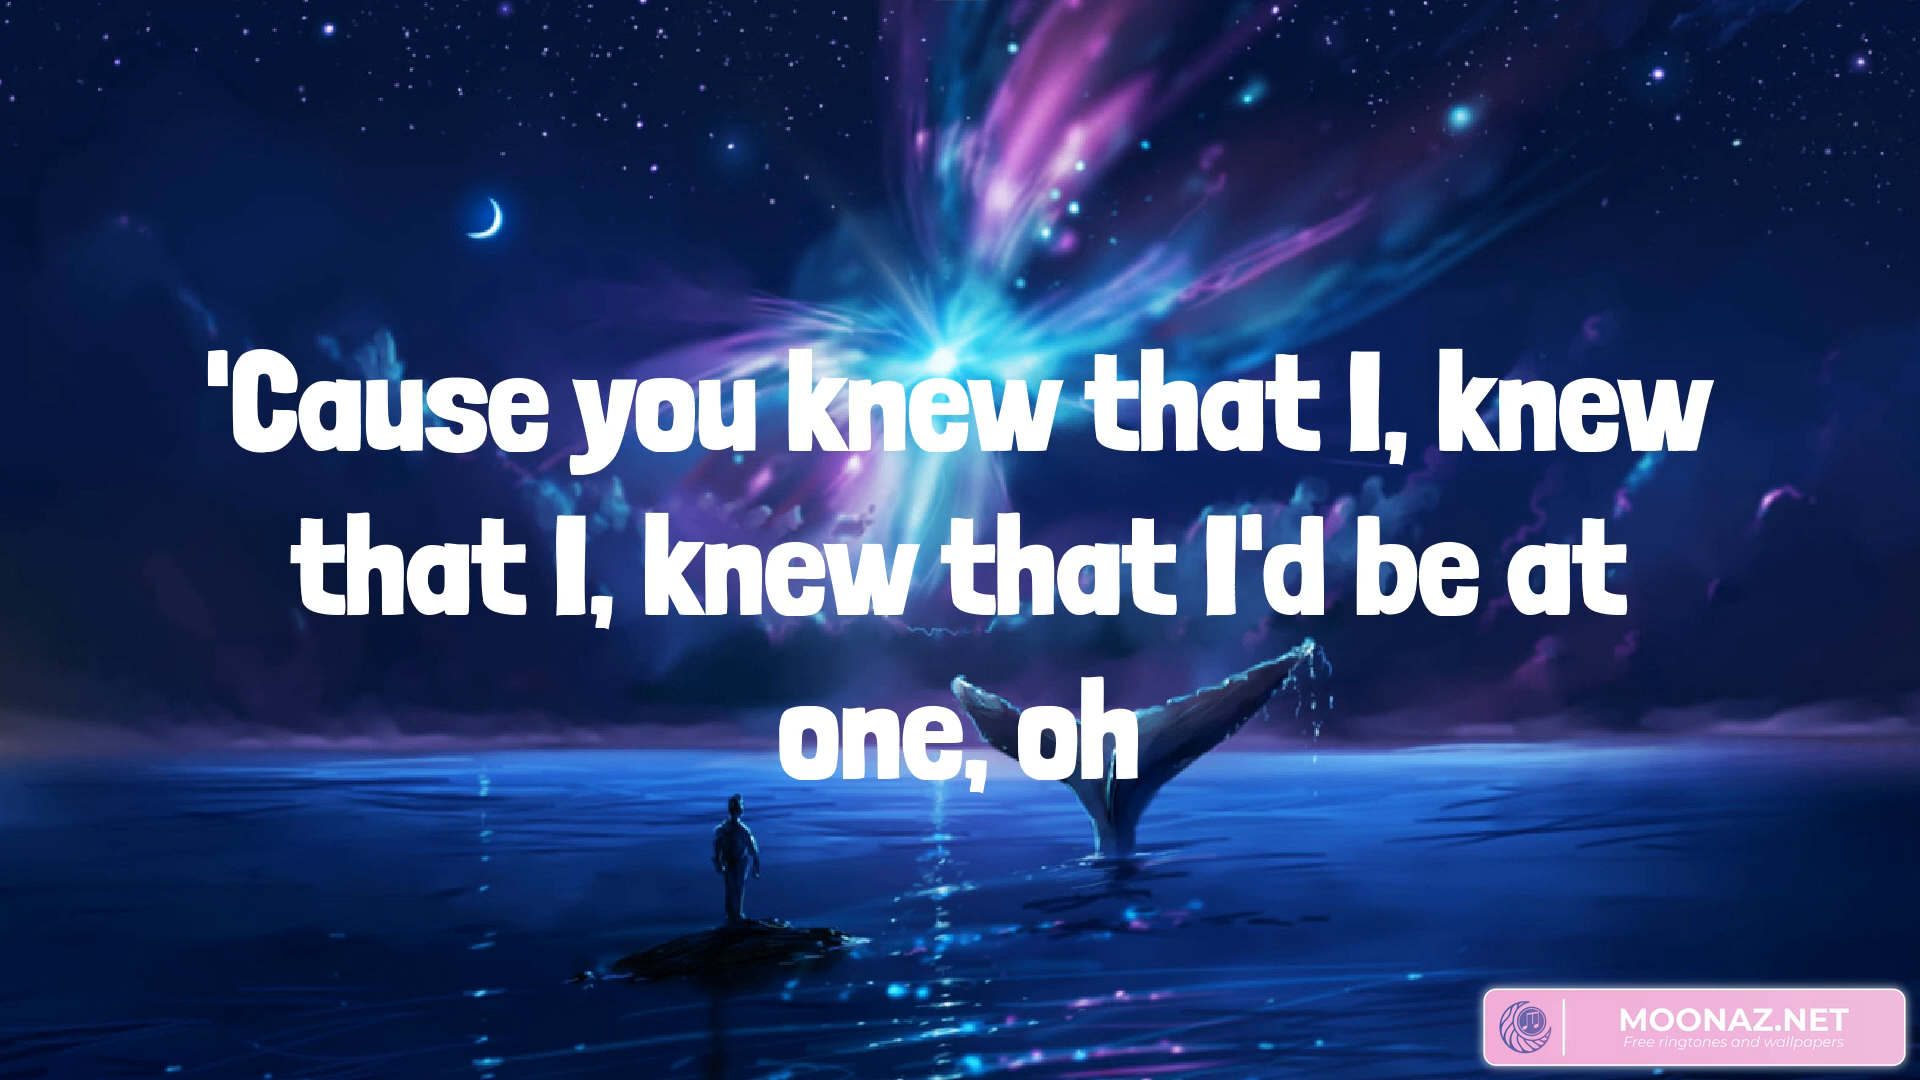 'Cause you knew that I, knew
that I, knew that I'd be at
one, oh
MOONAZ.NET
Free ringtones and wallpapers